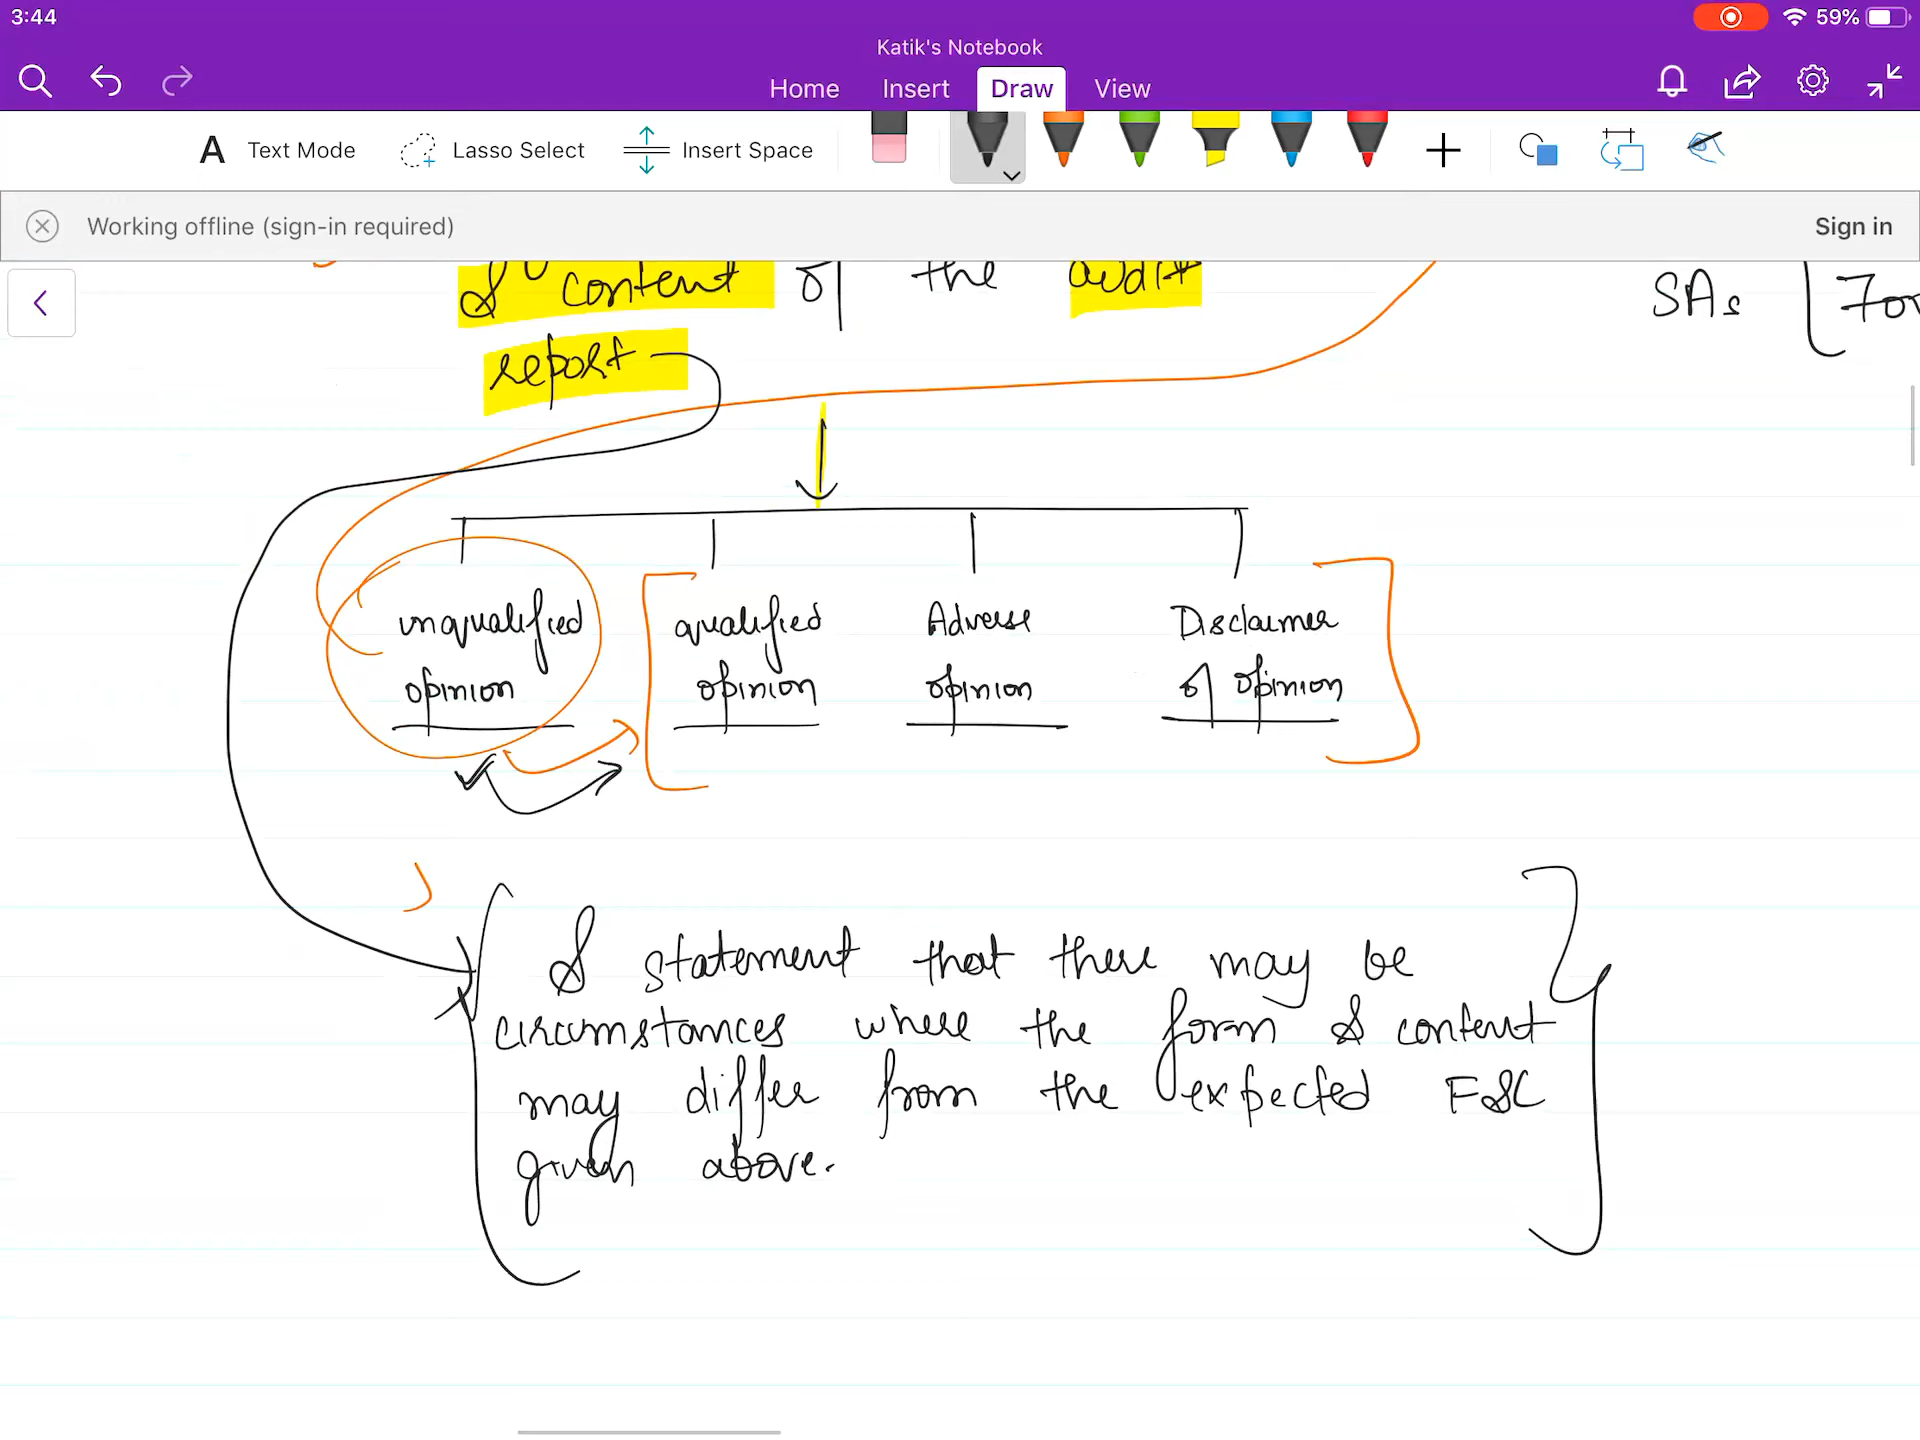 3:44
59%
Katik's Notebook
Home Insert Draw View
A Text Mode Lasso Select Insert Space
Working offline (sign-in required) Sign in
& content of the audit
report
SAs
unqualified opinion
qualified opinion
Adverse opinion
Disclaimer of opinion
& statement that there may be
circumstances where the form & content
may differ from the expected F&C
given above.